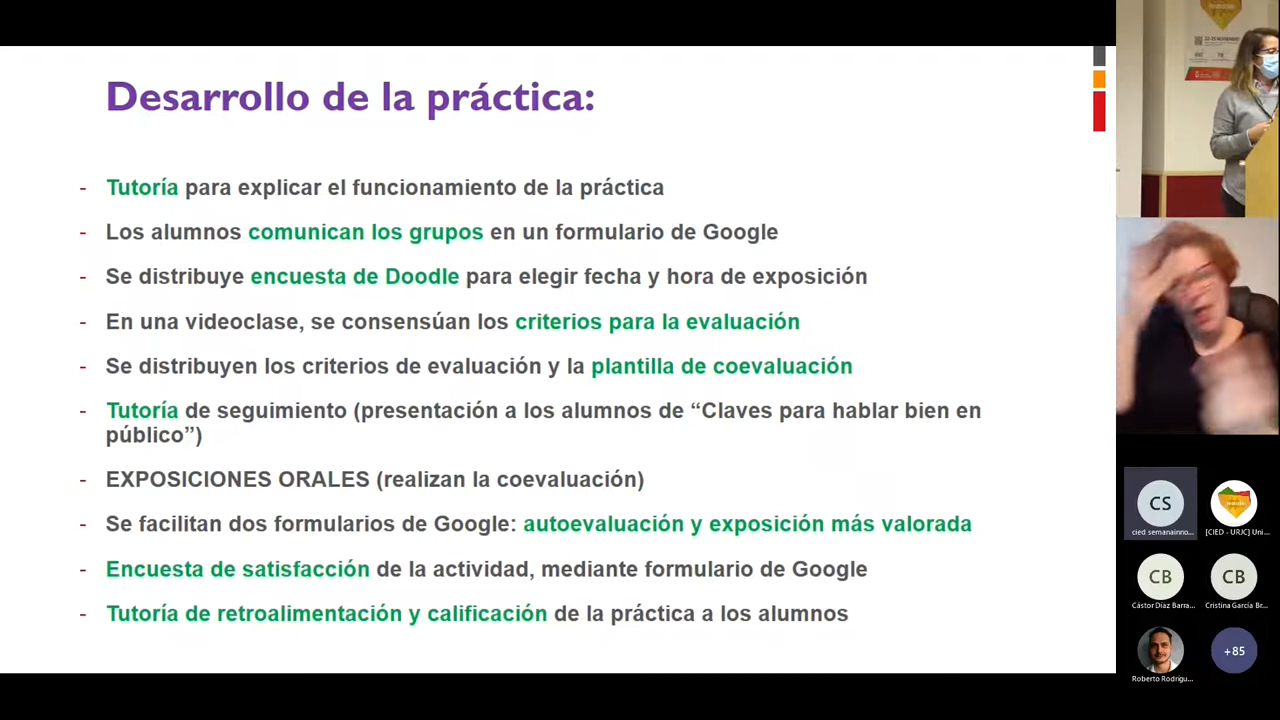 Desarrollo de la práctica:
- Tutoría para explicar el funcionamiento de la práctica
- Los alumnos comunican los grupos en un formulario de Google
- Se distribuye encuesta de Doodle para elegir fecha y hora de exposición
- En una videoclase, se consensúan los criterios para la evaluación
- Se distribuyen los criterios de evaluación y la plantilla de coevaluación
- Tutoría de seguimiento (presentación a los alumnos de “Claves para hablar bien en
público”)
- EXPOSICIONES ORALES (realizan la coevaluación)
- Se facilitan dos formularios de Google: autoevaluación y exposición más valorada
- Encuesta de satisfacción de la actividad, mediante formulario de Google
- Tutoría de retroalimentación y calificación de la práctica a los alumnos
CS
cied semanainno...
[CIED - URJC] Uni...
CB
Cástor Díaz Barra...
CB
Cristina García Br...
Roberto Rodrígu...
+85